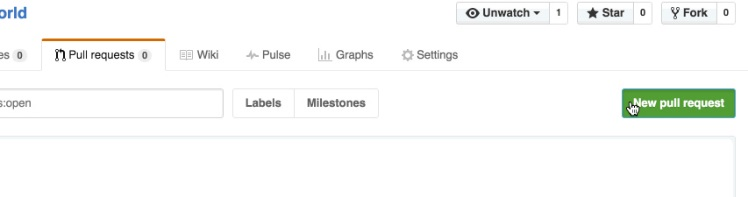 orld Unwatch 1 Star 0 Fork 0
es 0 Pull requests 0 Wiki Pulse Graphs Settings
s:open Labels Milestones New pull request